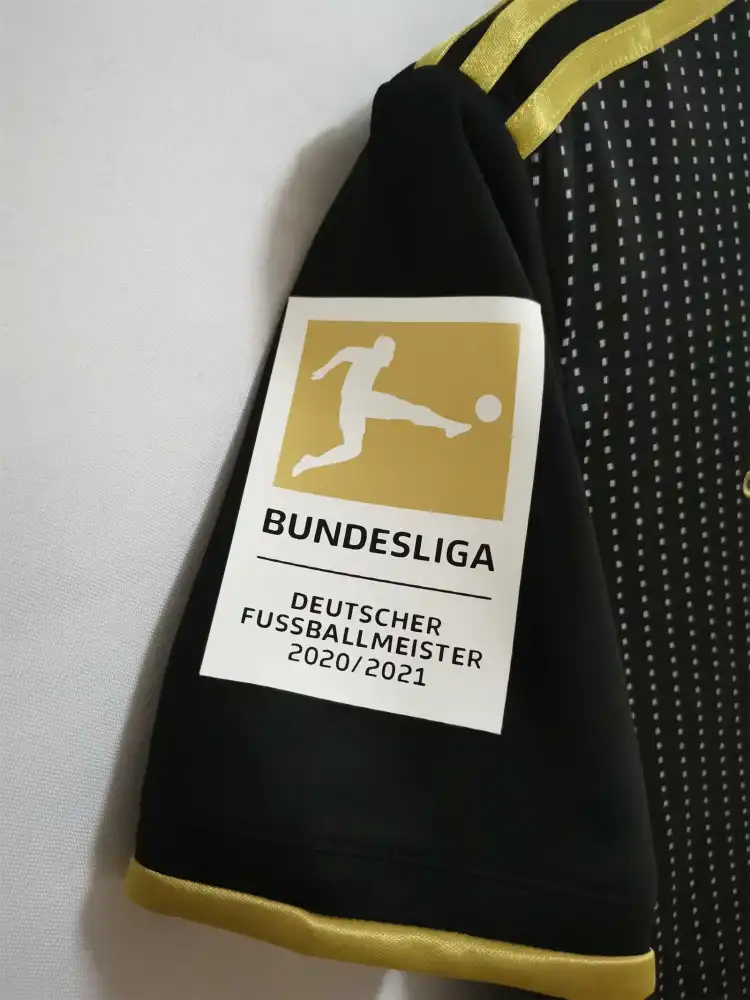 BUNDESLIGA
DEUTSCHER
FUSSBALLMEISTER
2020/2021